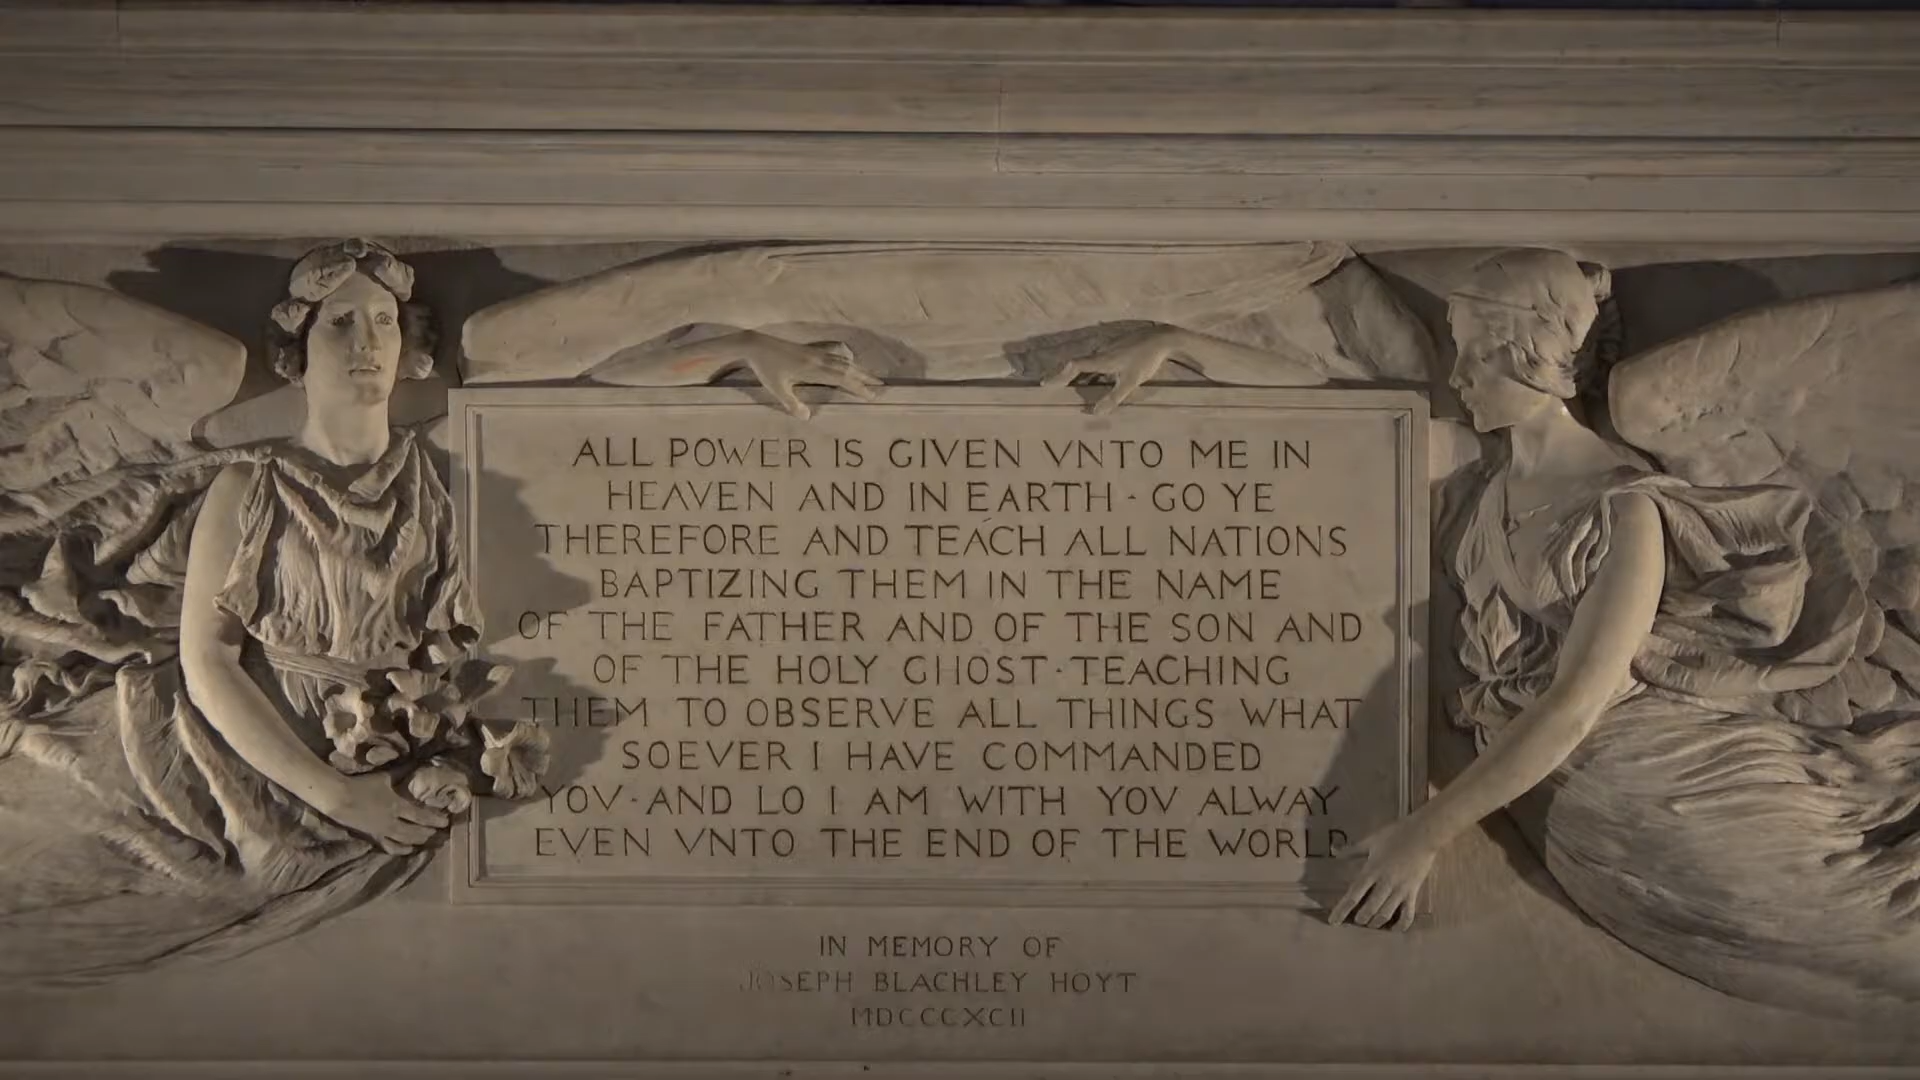 ALL POWER IS GIVEN VNTO ME IN
HEAVEN AND IN EARTH · GO YE
THEREFORE AND TEACH ALL NATIONS
BAPTIZING THEM IN THE NAME
OF THE FATHER AND OF THE SON AND
OF THE HOLY GHOST · TEACHING
THEM TO OBSERVE ALL THINGS WHAT
SOEVER I HAVE COMMANDED
YOV · AND LO I AM WITH YOV ALWAY
EVEN VNTO THE END OF THE WORLD
IN MEMORY OF
JOSEPH BLACHLEY HOYT
MDCCCXCII